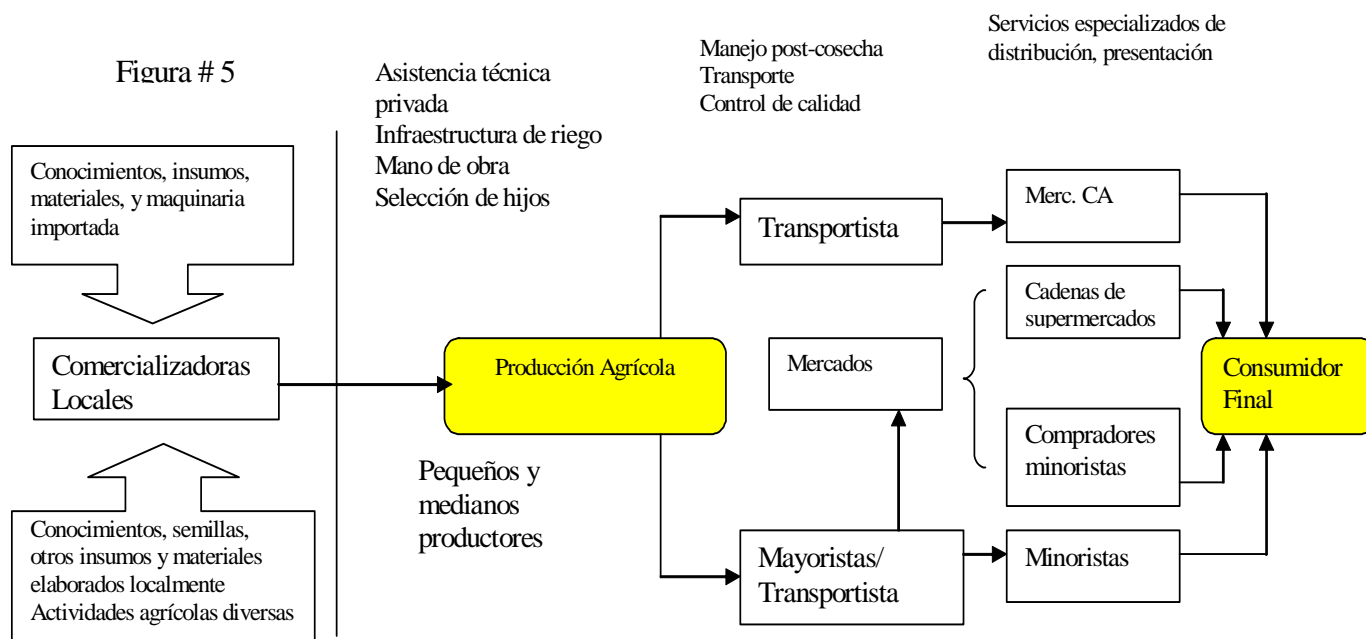 Figura # 5
Conocimientos, insumos,
materiales, y maquinaria
importada
Comercializadoras
Locales
Conocimientos, semillas,
otros insumos y materiales
elaborados localmente
Actividades agrícolas diversas
Asistencia técnica
privada
Infraestructura de riego
Mano de obra
Selección de hijos
Producción Agrícola
Pequeños y
medianos
productores
Manejo post-cosecha
Transporte
Control de calidad
Transportista
Mercados
Mayoristas/
Transportista
Servicios especializados de
distribución, presentación
Merc. CA
Cadenas de
supermercados
Compradores
minoristas
Minoristas
Consumidor
Final